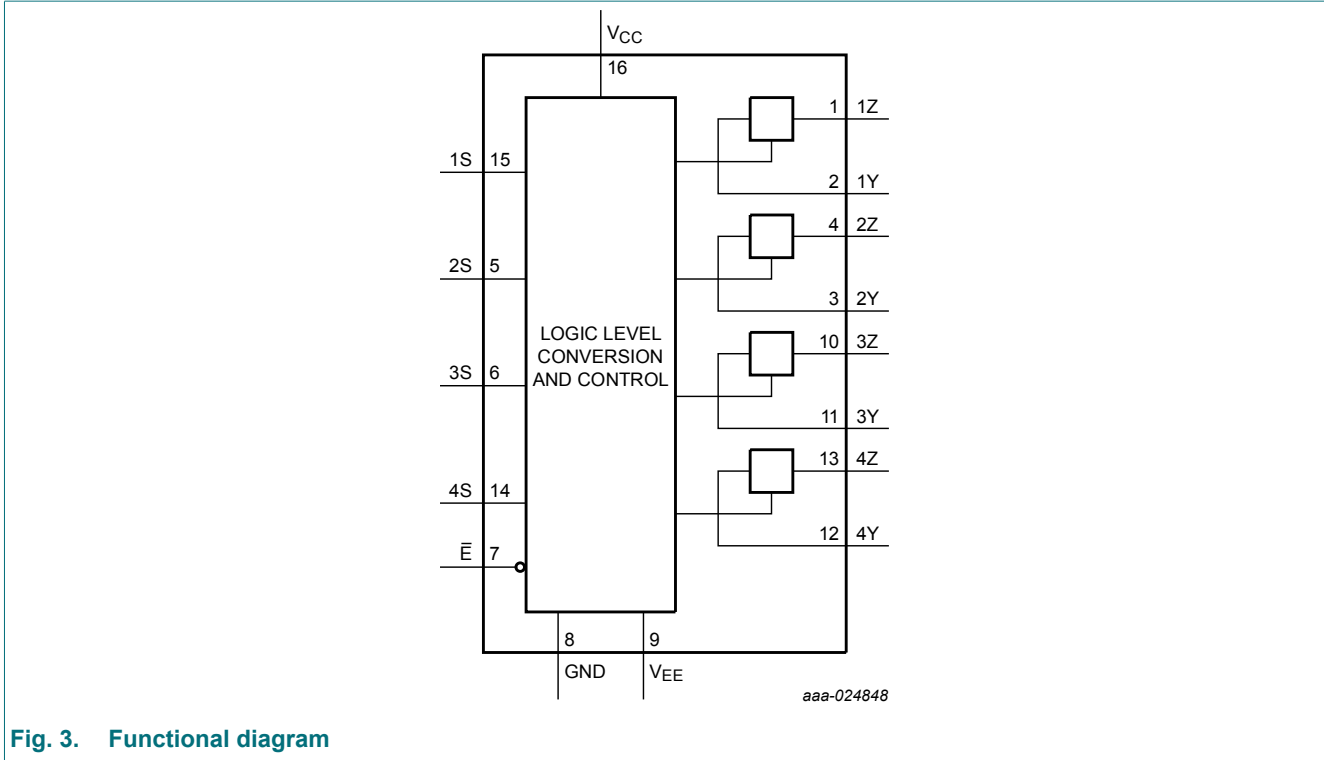 VCC
16
1 1Z
1S 15
2 1Y
4 2Z
2S 5
3 2Y
LOGIC LEVEL
CONVERSION
AND CONTROL
10 3Z
3S 6
11 3Y
13 4Z
4S 14
12 4Y
E̅ 7
8 9
GND VEE
aaa-024848
Fig. 3. Functional diagram